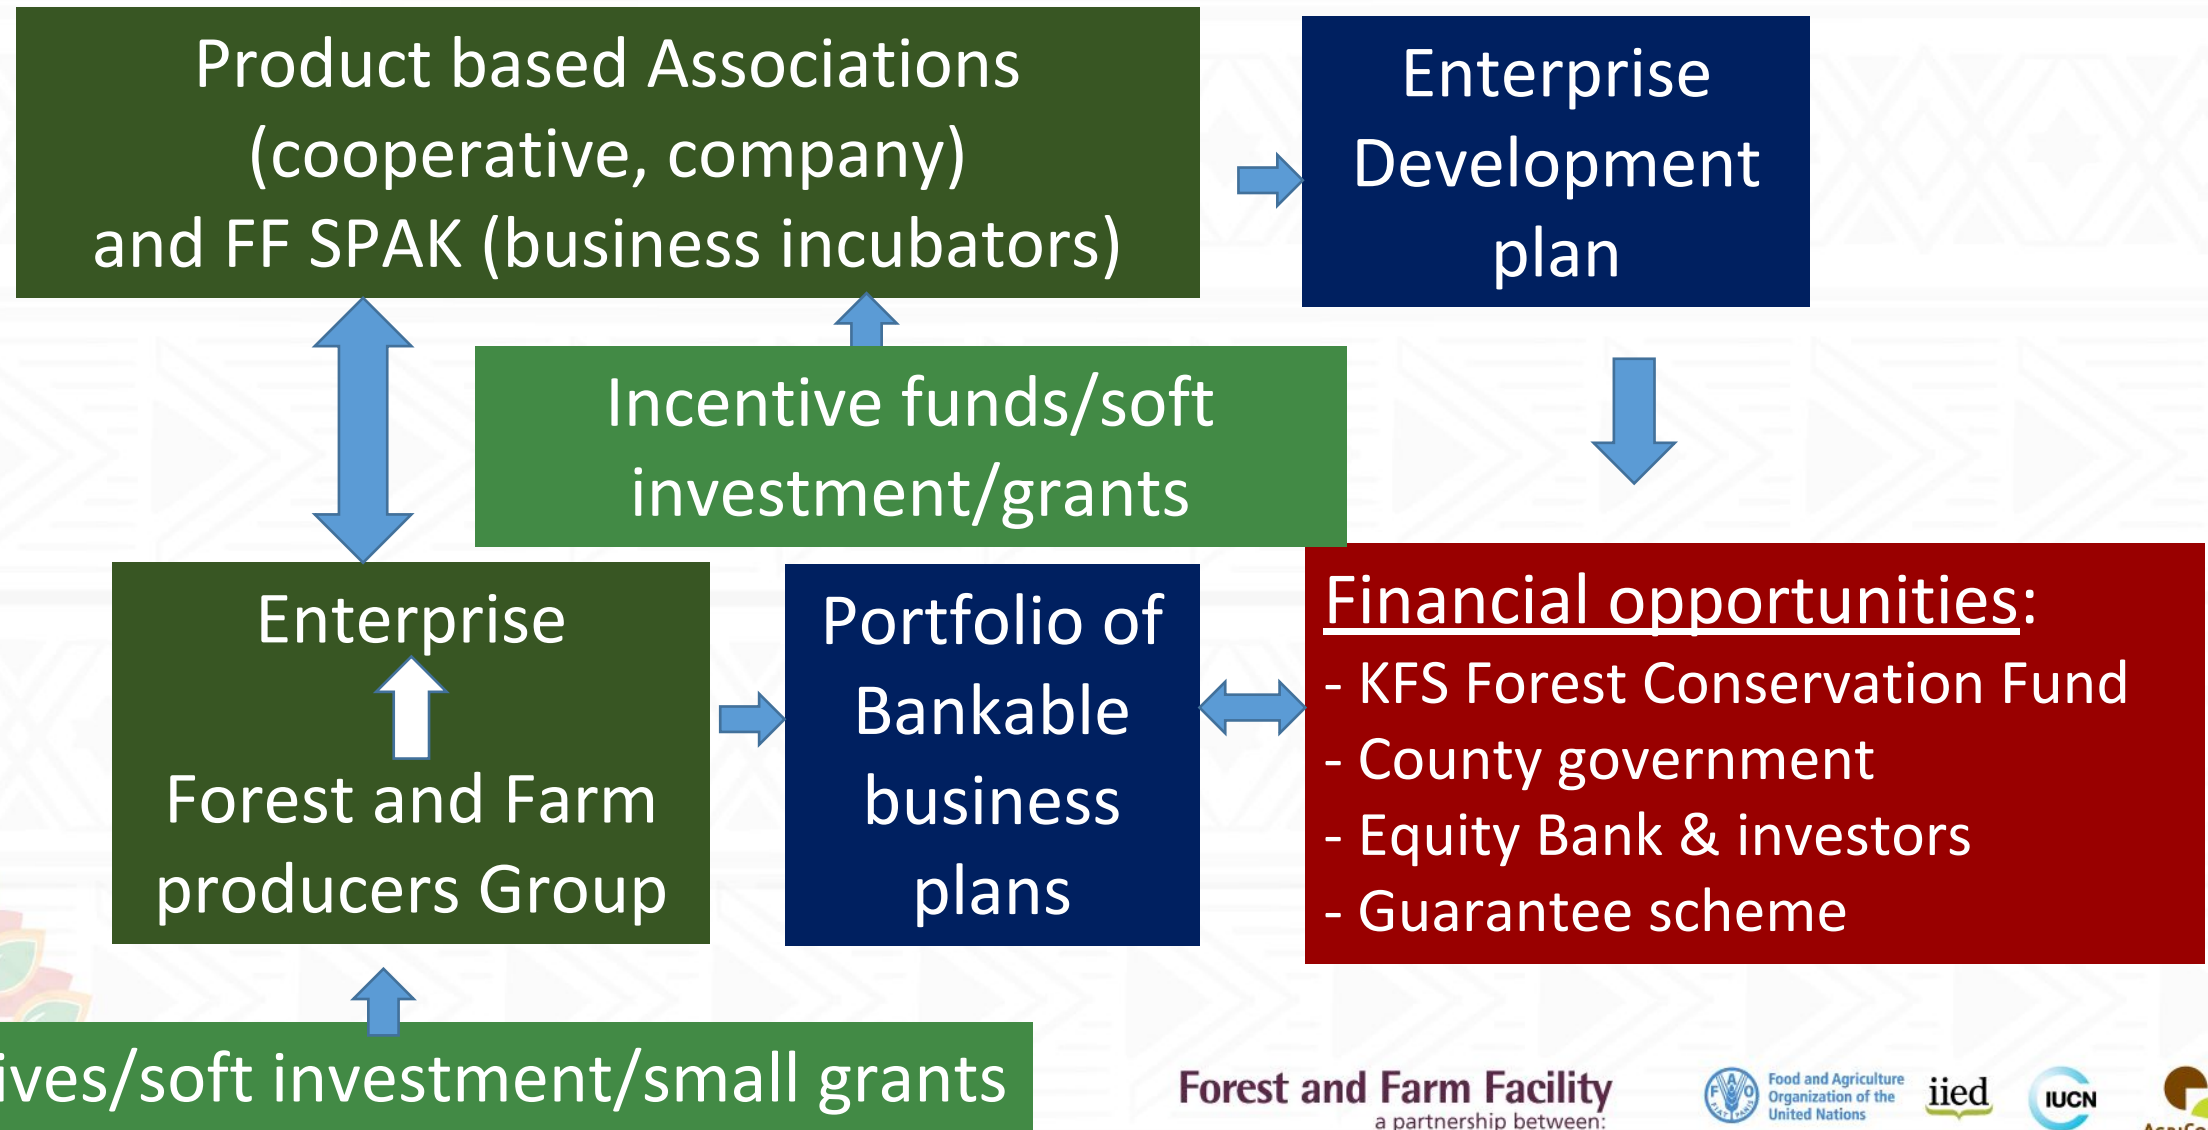 Product based Associations
(cooperative, company)
and FF SPAK (business incubators)
Enterprise
Development
plan
Incentive funds/soft
investment/grants
Enterprise
Forest and Farm
producers Group
Portfolio of
Bankable
business
plans
Financial opportunities:
- KFS Forest Conservation Fund
- County government
- Equity Bank & investors
- Guarantee scheme
ives/soft investment/small grants
Forest and Farm Facility
a partnership between:
FAO
FIAT PANIS
Food and Agriculture
Organization of the
United Nations
iied
IUCN